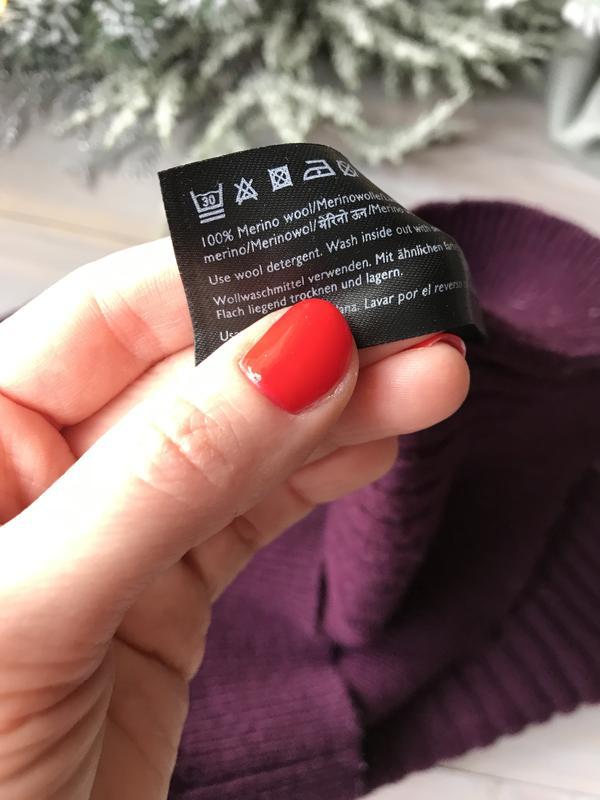 30
100% Merino wool/Merinowolle/
merino/Merinowol/मेरिनो ऊन/Merino
Use wool detergent. Wash inside out with
Wollwaschmittel verwenden. Mit ähnlichen
Flach liegend trocknen und lagern.
Lavar por el reverso